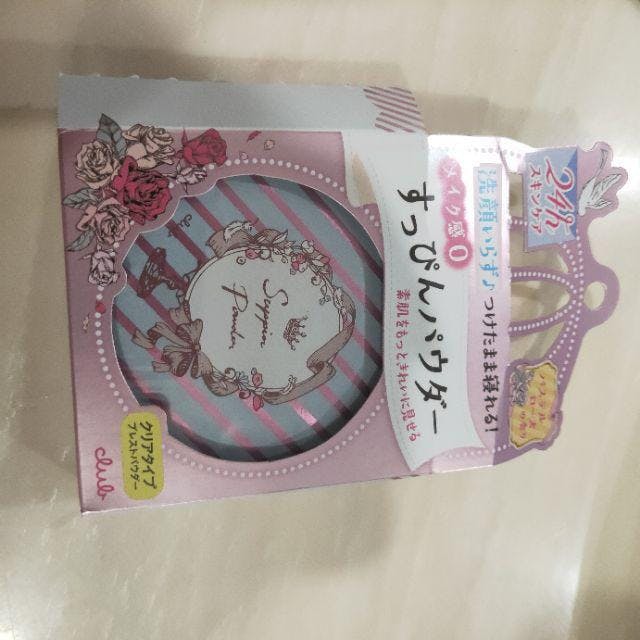 24h
スキンケア
洗顔いらず♪
つけたまま寝れる!
メイク感0
すっぴんパウダー
素肌をもっときれいに見せる
Suppin
Powder
クリアタイプ
プレストパウダー
club